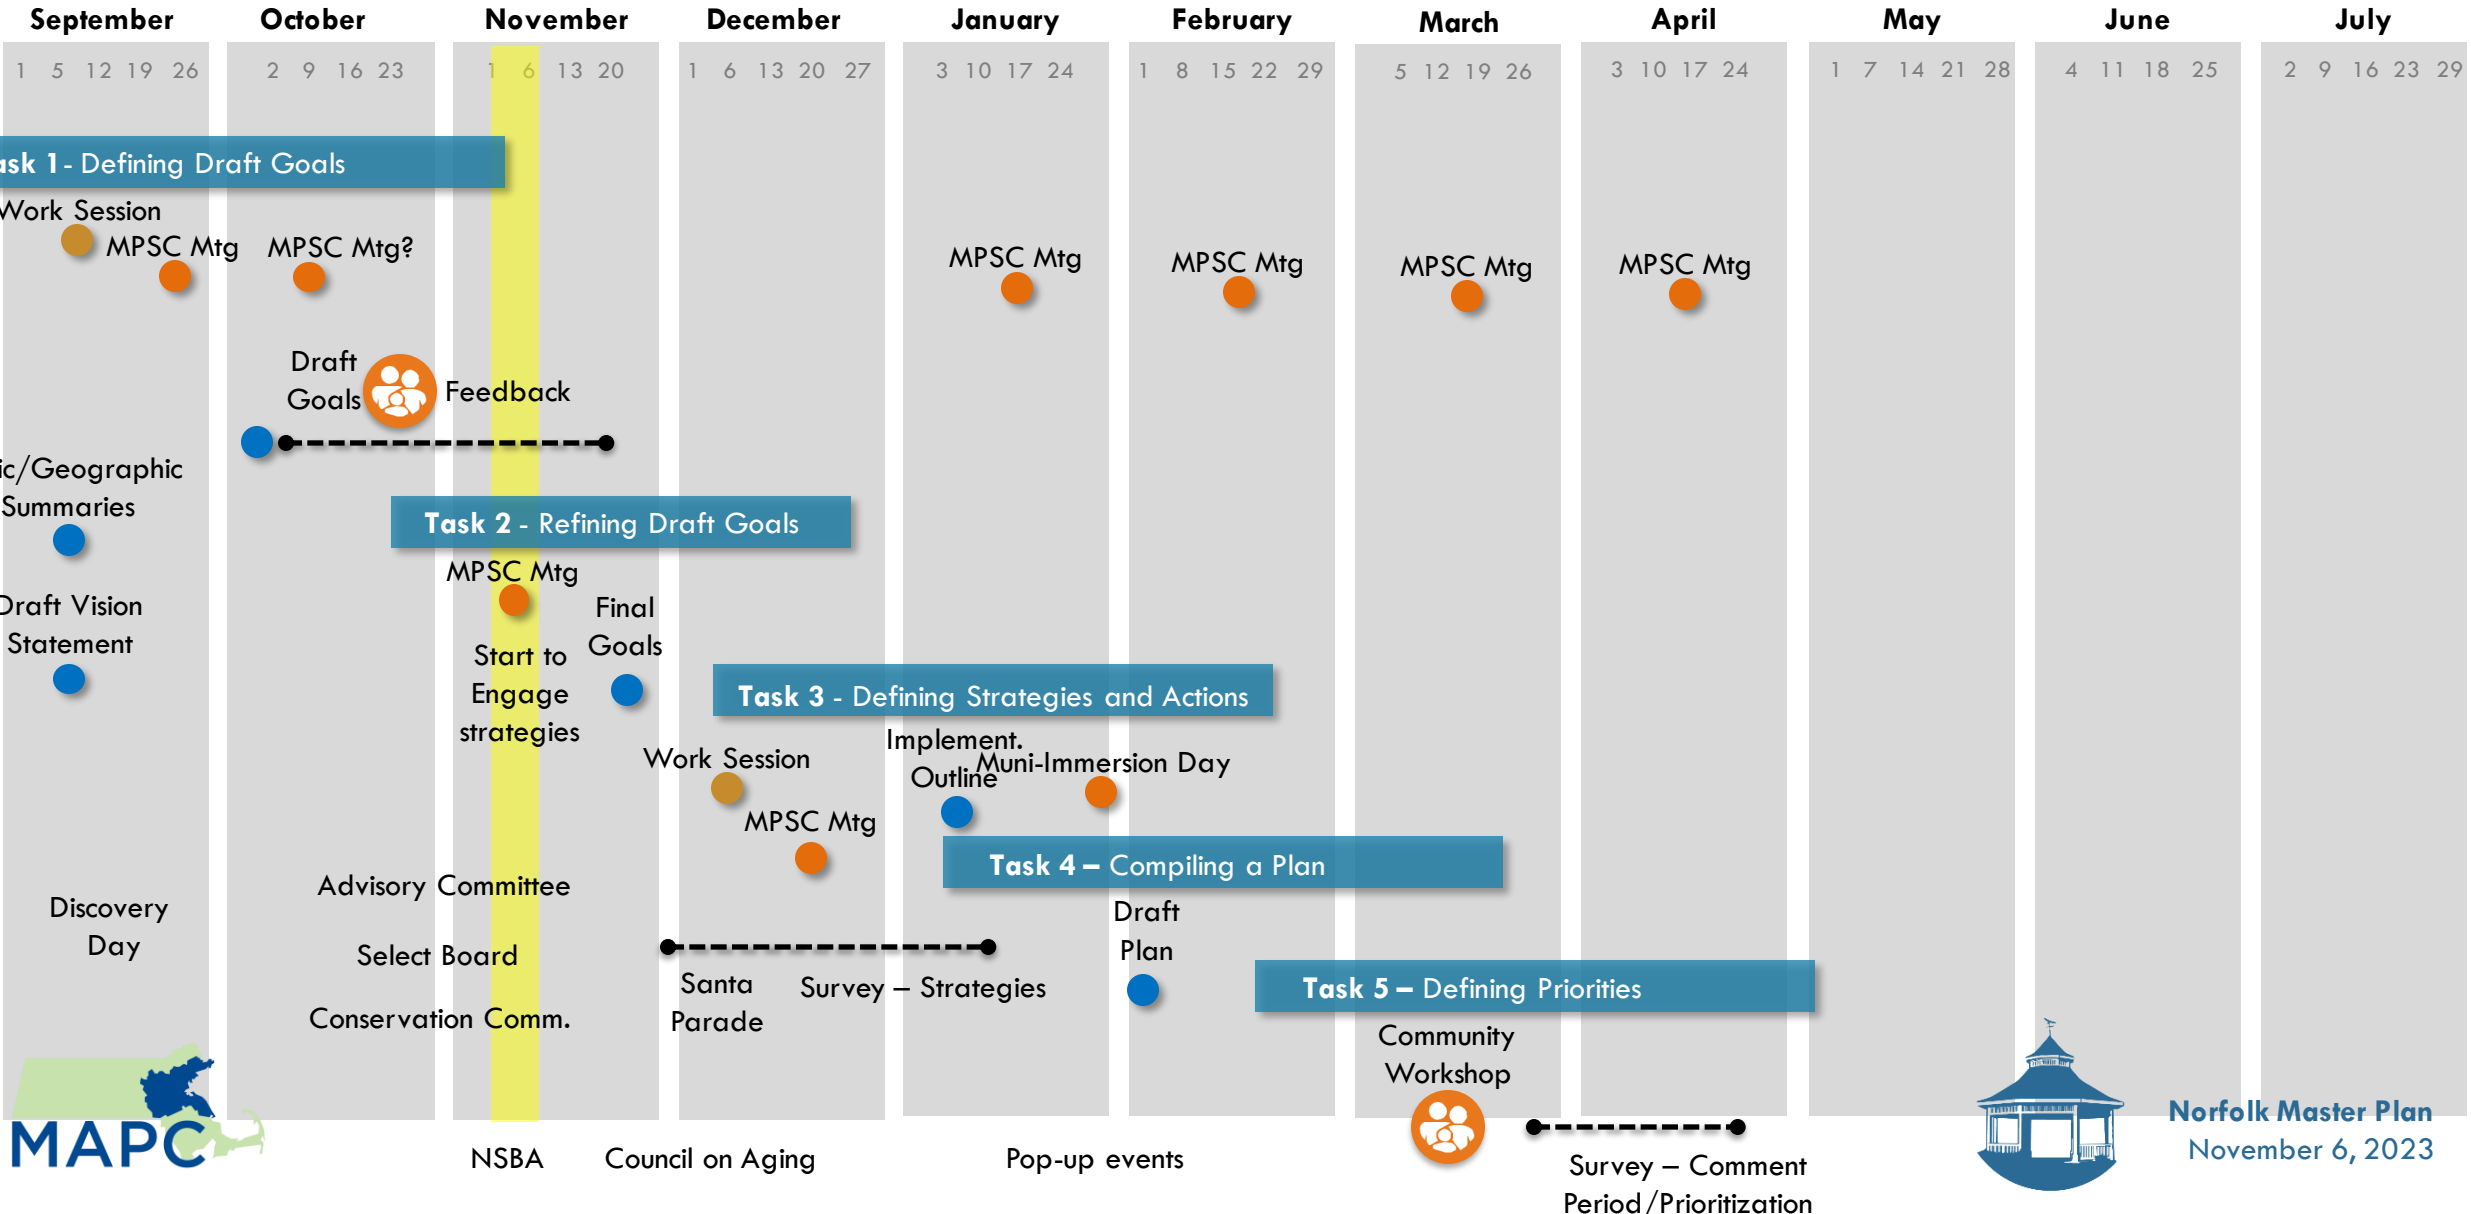 September October November December January February March April May June July
1 5 12 19 26 2 9 16 23 1 6 13 20 1 6 13 20 27 3 10 17 24 1 8 15 22 29 5 12 19 26 3 10 17 24 1 7 14 21 28 4 11 18 25 2 9 16 23 29
ask 1 - Defining Draft Goals
Work Session
MPSC Mtg
MPSC Mtg?
MPSC Mtg
MPSC Mtg
MPSC Mtg
MPSC Mtg
Draft
Goals
Feedback
ic/Geographic
Summaries
Task 2 - Refining Draft Goals
MPSC Mtg
Draft Vision
Statement
Final
Goals
Start to
Engage
strategies
Task 3 - Defining Strategies and Actions
Work Session
Implement.
Outline
Muni-Immersion Day
MPSC Mtg
Task 4 – Compiling a Plan
Discovery
Day
Advisory Committee
Select Board
Conservation Comm.
Santa
Parade
Survey – Strategies
Draft
Plan
Task 5 – Defining Priorities
Community
Workshop
MAPC
NSBA
Council on Aging
Pop-up events
Survey – Comment
Period/Prioritization
Norfolk Master Plan
November 6, 2023